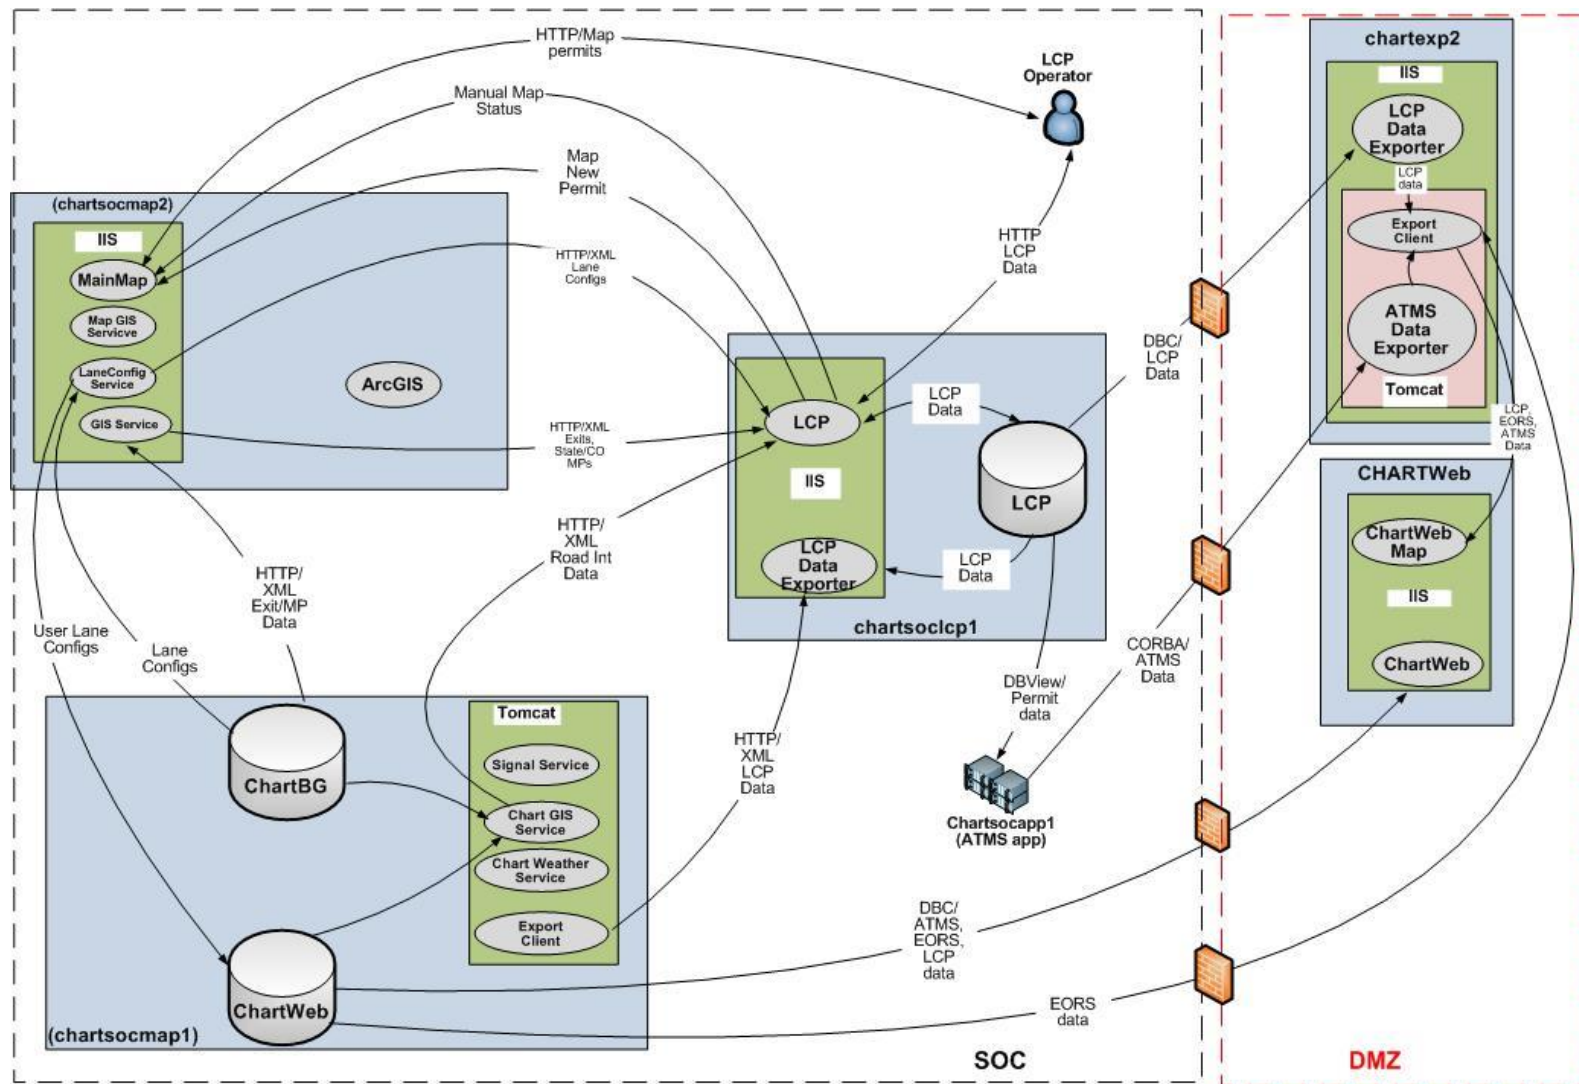 HTTP/Map
permits
Manual Map
Status
Map
New
Permit
HTTP/XML
Lane
Configs
LCP
Operator
HTTP
LCP
Data
(chartsocmap2)
IIS
MainMap
Map GIS
Servicve
LaneConfig
Service
GIS Service
ArcGIS
HTTP/XML
Exits,
State/CO
MPs
LCP
IIS
LCP
Data
Exporter
LCP
Data
LCP
LCP
Data
chartsoclcp1
DBC/
LCP
Data
HTTP/
XML
Road Int
Data
HTTP/
XML
Exit/MP
Data
User Lane
Configs
Lane
Configs
ChartBG
ChartWeb
(chartsocmap1)
Tomcat
Signal Service
Chart GIS
Service
Chart Weather
Service
Export
Client
HTTP/
XML
LCP
Data
DBView/
Permit
data
Chartsocapp1
(ATMS app)
CORBA/
ATMS
Data
DBC/
ATMS,
EORS,
LCP
data
EORS
data
SOC
chartexp2
IIS
LCP
Data
Exporter
LCP
data
Export
Client
ATMS
Data
Exporter
Tomcat
LCP,
EORS,
ATMS
Data
CHARTWeb
ChartWeb
Map
IIS
ChartWeb
DMZ